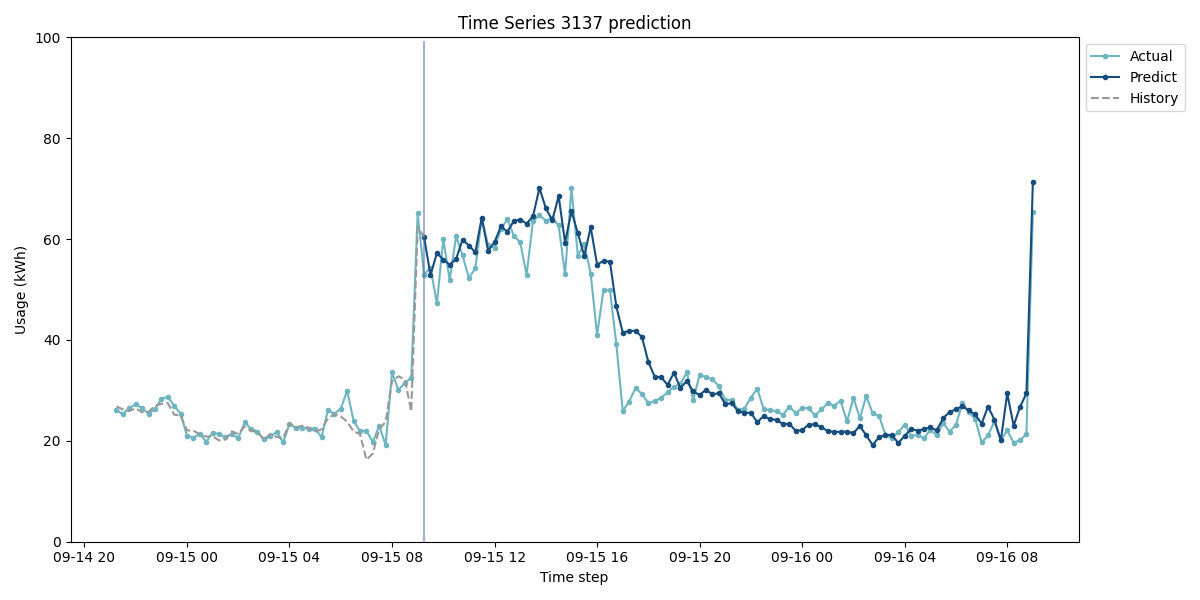 Time Series 3137 prediction
100
80
60
40
20
0
Usage (kWh)
09-14 20
09-15 00
09-15 04
09-15 08
09-15 12
09-15 16
09-15 20
09-16 00
09-16 04
09-16 08
Time step
Actual
Predict
History